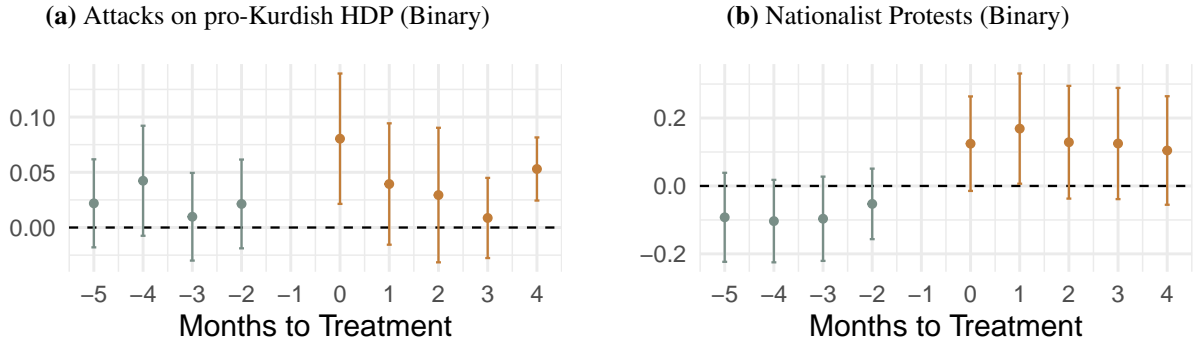 (a) Attacks on pro-Kurdish HDP (Binary)
0.10
0.05
0.00
−5 −4 −3 −2 −1 0 1 2 3 4
Months to Treatment
(b) Nationalist Protests (Binary)
0.2
0.0
−0.2
−5 −4 −3 −2 −1 0 1 2 3 4
Months to Treatment